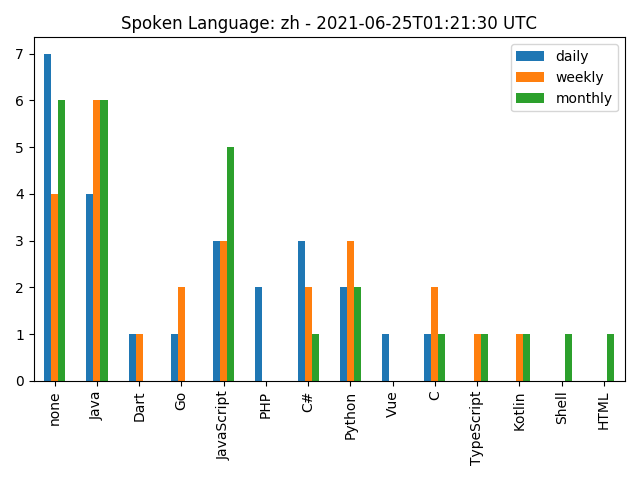 Spoken Language: zh - 2021-06-25T01:21:30 UTC
daily
weekly
monthly
7
6
5
4
3
2
1
0
none
Java
Dart
Go
JavaScript
PHP
C#
Python
Vue
C
TypeScript
Kotlin
Shell
HTML